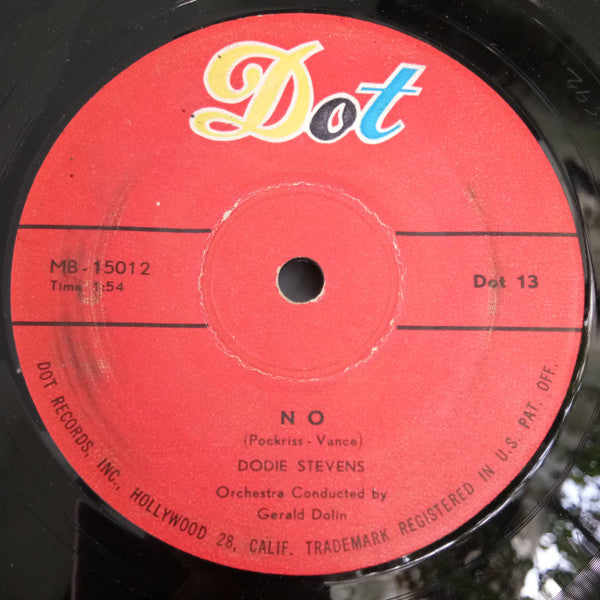 Dot
MB-15012
Time 1:54
Dot 13
NO
(Pockriss - Vance)
DODIE STEVENS
Orchestra Conducted by
Gerald Dolin
DOT RECORDS, INC., HOLLYWOOD 28, CALIF. TRADEMARK REGISTERED IN U.S. PAT. OFF.